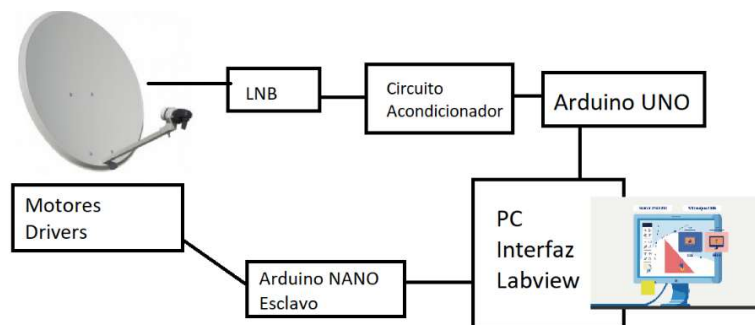 LNB
Circuito
Acondicionador
Arduino UNO
Motores
Drivers
PC
Interfaz
Labview
Arduino NANO
Esclavo